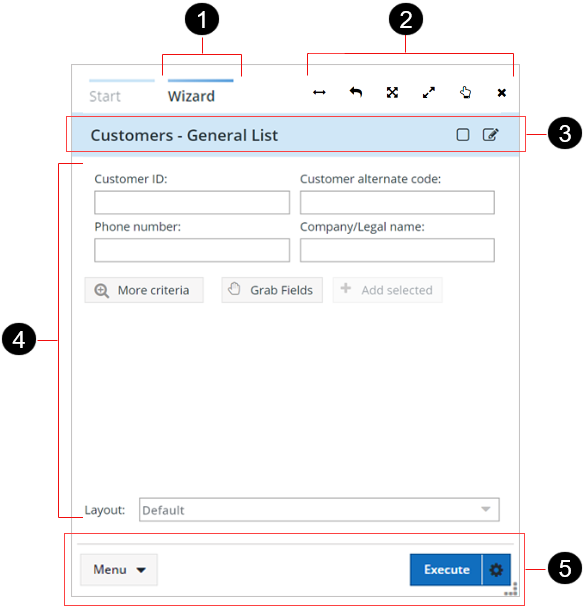 1 2
Start Wizard
Customers - General List 3
Customer ID: Customer alternate code:
Phone number: Company/Legal name:
More criteria Grab Fields Add selected
4
Layout: Default
Menu Execute 5